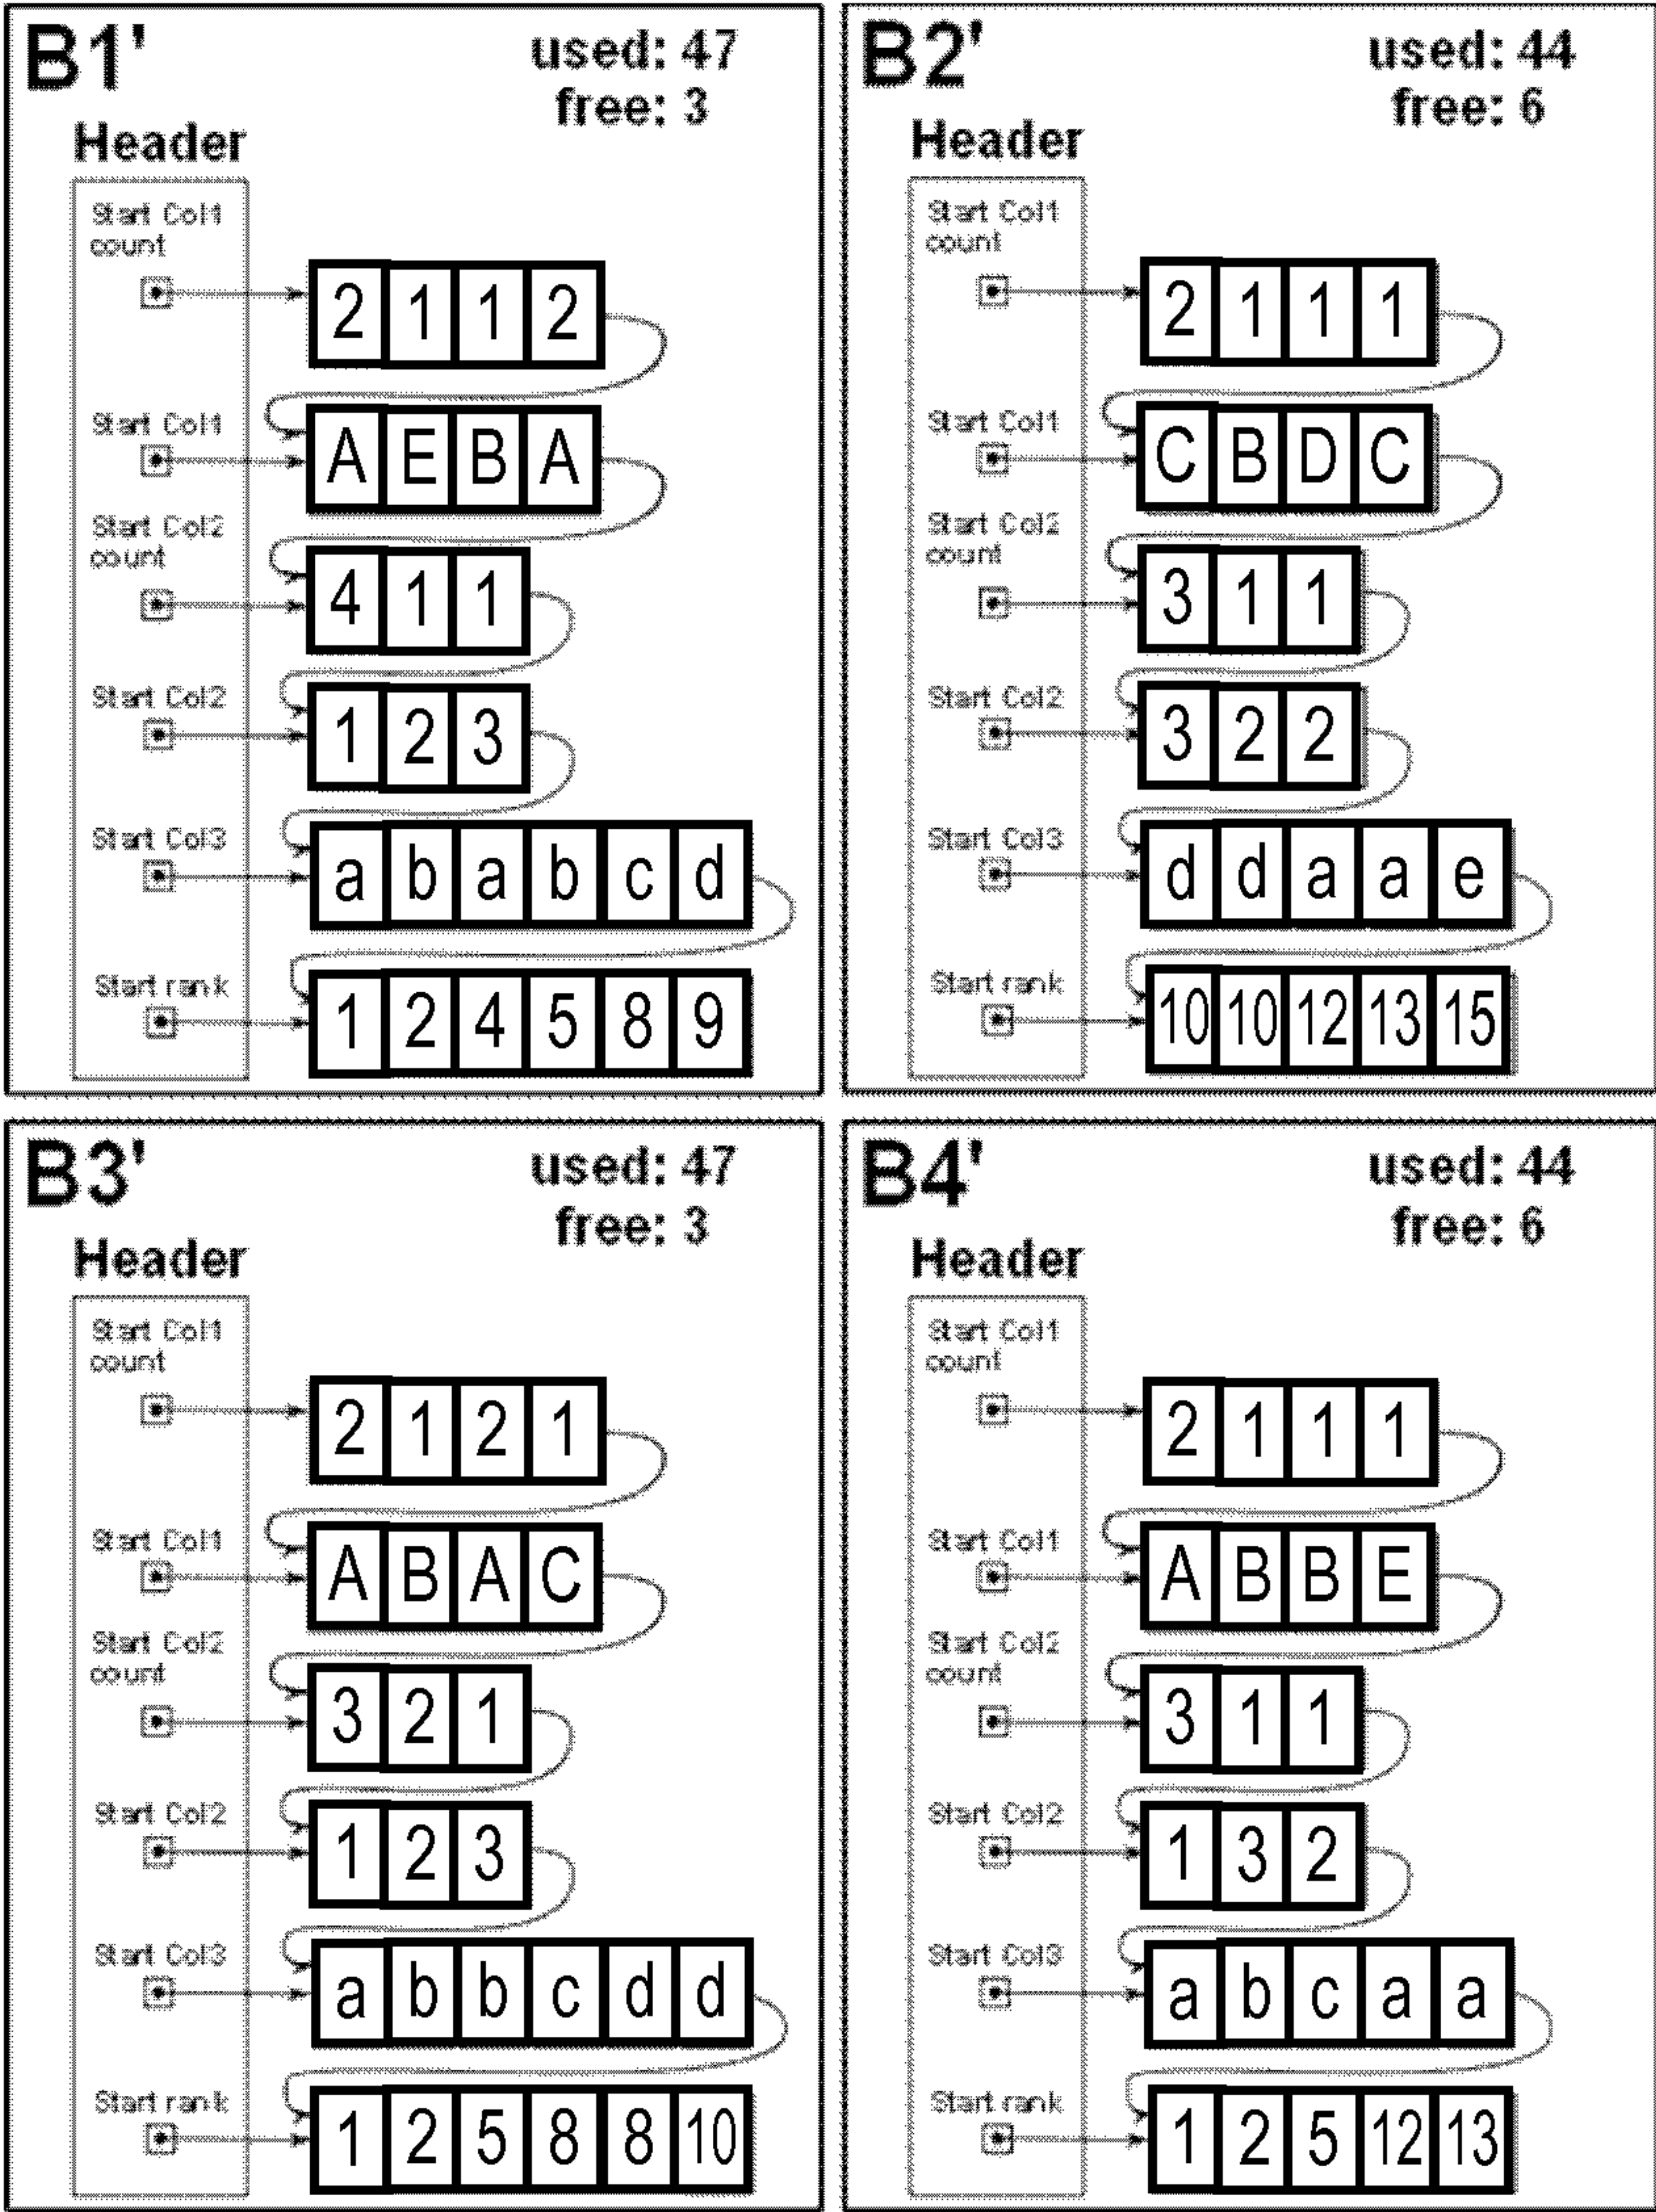 B1'
used: 47
free: 3
Header
Start Col1
count
2 1 1 2
Start Col1
A E B A
Start Col2
count
4 1 1
Start Col2
1 2 3
Start Col3
a b a b c d
Start rank
1 2 4 5 8 9
B2'
used: 44
free: 6
Header
Start Col1
count
2 1 1 1
Start Col1
C B D C
Start Col2
count
3 1 1
Start Col2
3 2 2
Start Col3
d d a a e
Start rank
10 10 12 13 15
B3'
used: 47
free: 3
Header
Start Col1
count
2 1 2 1
Start Col1
A B A C
Start Col2
count
3 2 1
Start Col2
1 2 3
Start Col3
a b b c d d
Start rank
1 2 5 8 8 10
B4'
used: 44
free: 6
Header
Start Col1
count
2 1 1 1
Start Col1
A B B E
Start Col2
count
3 1 1
Start Col2
1 3 2
Start Col3
a b c a a
Start rank
1 2 5 12 13